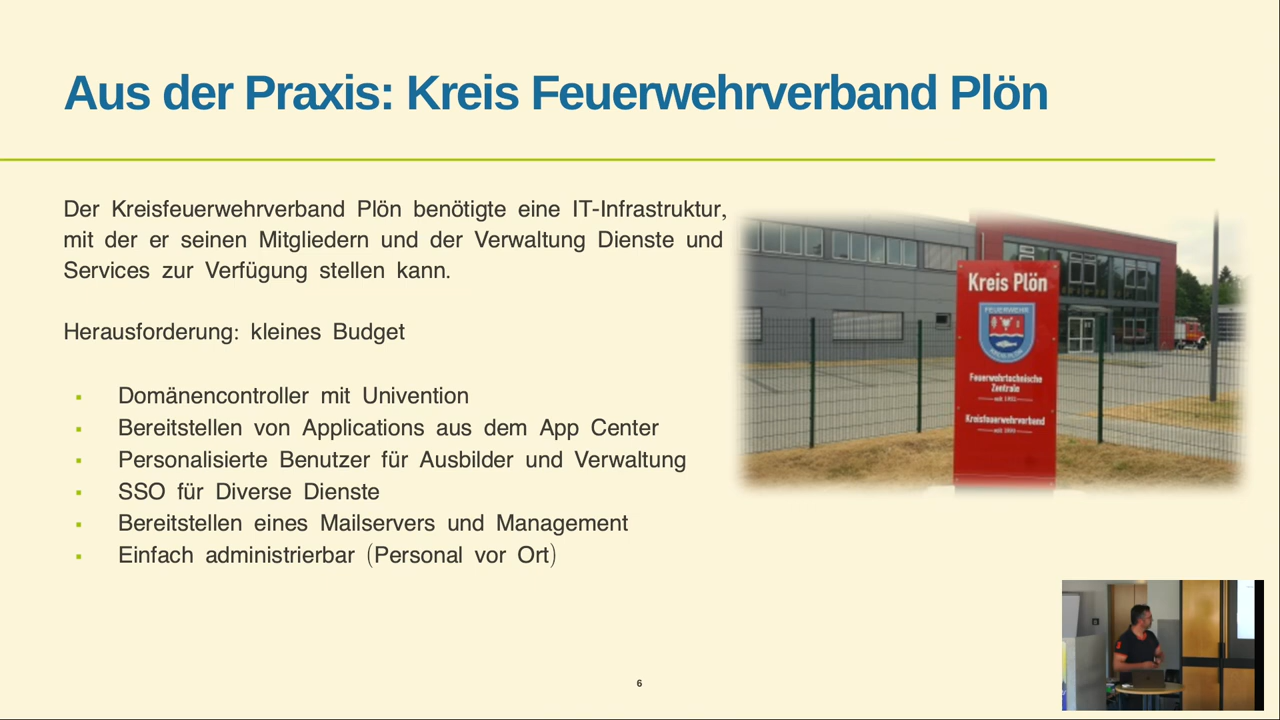 Aus der Praxis: Kreis Feuerwehrverband Plön
Der Kreisfeuerwehrverband Plön benötigte eine IT-Infrastruktur,
mit der er seinen Mitgliedern und der Verwaltung Dienste und
Services zur Verfügung stellen kann.
Herausforderung: kleines Budget
Domänencontroller mit Univention
Bereitstellen von Applications aus dem App Center
Personalisierte Benutzer für Ausbilder und Verwaltung
SSO für Diverse Dienste
Bereitstellen eines Mailservers und Management
Einfach administrierbar (Personal vor Ort)
Kreis Plön
FEUERWEHR
Feuerwehrtechnische
Zentrale
Kreisfeuerwehrverband
6